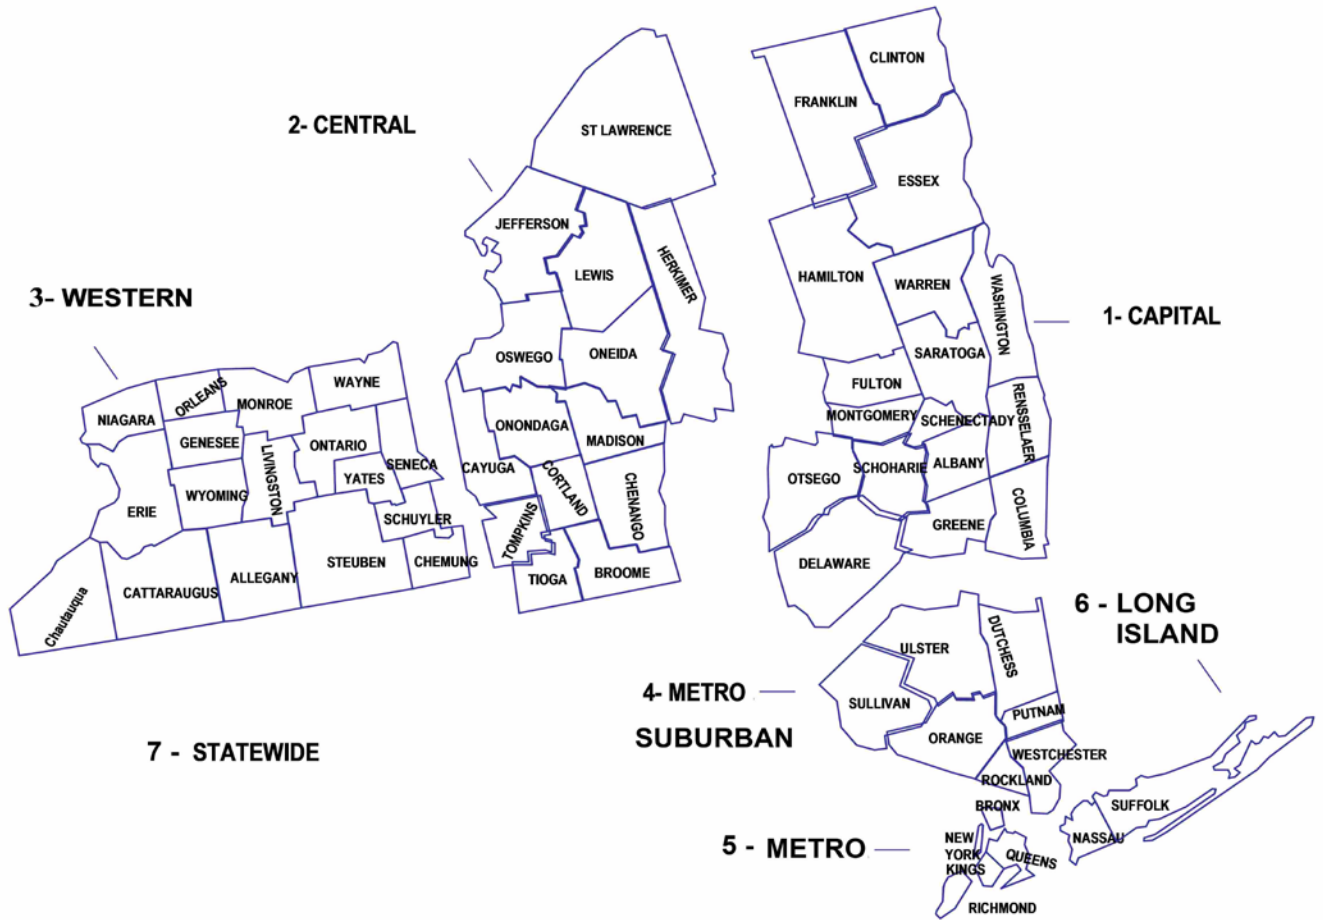 CLINTON
FRANKLIN
2- CENTRAL
ST LAWRENCE
ESSEX
JEFFERSON
HERKIMER
LEWIS
HAMILTON
WARREN
WASHINGTON
3- WESTERN
1- CAPITAL
OSWEGO
ONEIDA
SARATOGA
WAYNE
ORLEANS
MONROE
NIAGARA
FULTON
RENSSELAER
MONTGOMERY
SCHENECTADY
GENESEE
ONTARIO
ONONDAGA
MADISON
LIVINGSTON
SENECA
CAYUGA
CORTLAND
YATES
OTSEGO
SCHOHARIE
ALBANY
WYOMING
ERIE
SCHUYLER
TOMPKINS
CHENANGO
GREENE
COLUMBIA
STEUBEN
CHEMUNG
DELAWARE
ALLEGANY
CATTARAUGUS
TIOGA
BROOME
Chautauqua
6 - LONG
ISLAND
ULSTER
DUTCHESS
4- METRO
SUBURBAN
SULLIVAN
PUTNAM
ORANGE
7 - STATEWIDE
WESTCHESTER
ROCKLAND
BRONX
SUFFOLK
NASSAU
5 - METRO
NEW
YORK
QUEENS
KINGS
RICHMOND